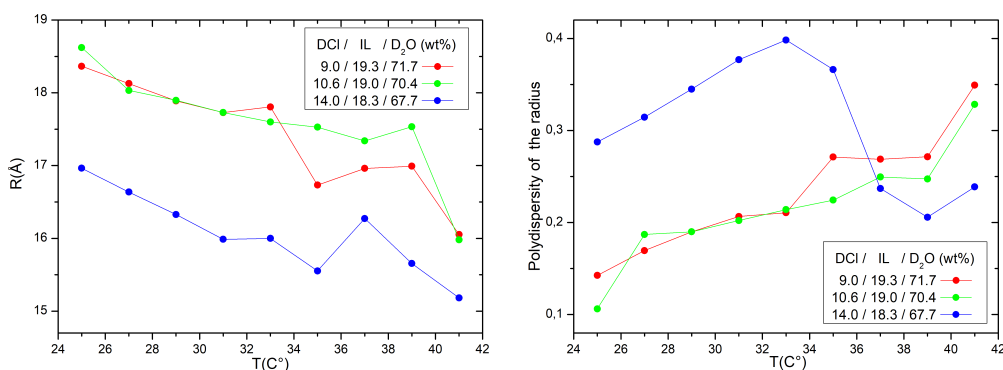 19
18
17
16
15
R(Å)
DCl / IL / D₂O (wt%)
9.0 / 19.3 / 71.7
10.6 / 19.0 / 70.4
14.0 / 18.3 / 67.7
24 26 28 30 32 34 36 38 40 42
T(C°)
0,4
0,3
0,2
0,1
Polydispersity of the radius
DCl / IL / D₂O (wt%)
9.0 / 19.3 / 71.7
10.6 / 19.0 / 70.4
14.0 / 18.3 / 67.7
24 26 28 30 32 34 36 38 40 42
T(C°)